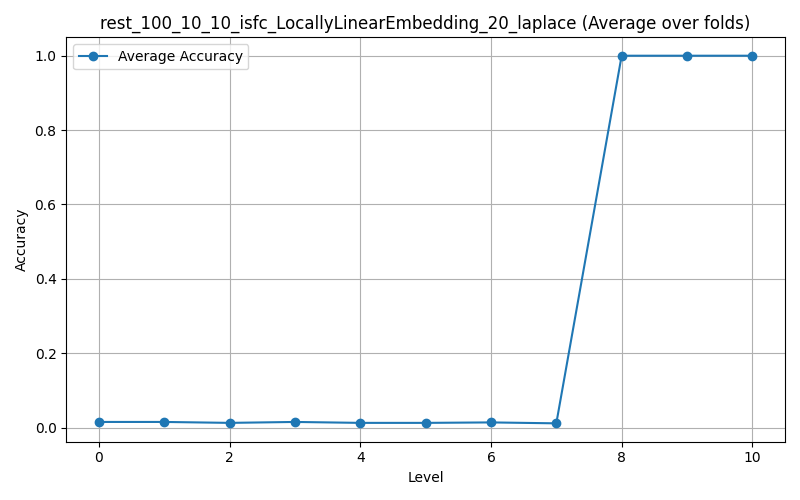 rest_100_10_10_isfc_LocallyLinearEmbedding_20_laplace (Average over folds)
Average Accuracy
1.0
0.8
0.6
0.4
0.2
0.0
Accuracy
0 2 4 6 8 10
Level